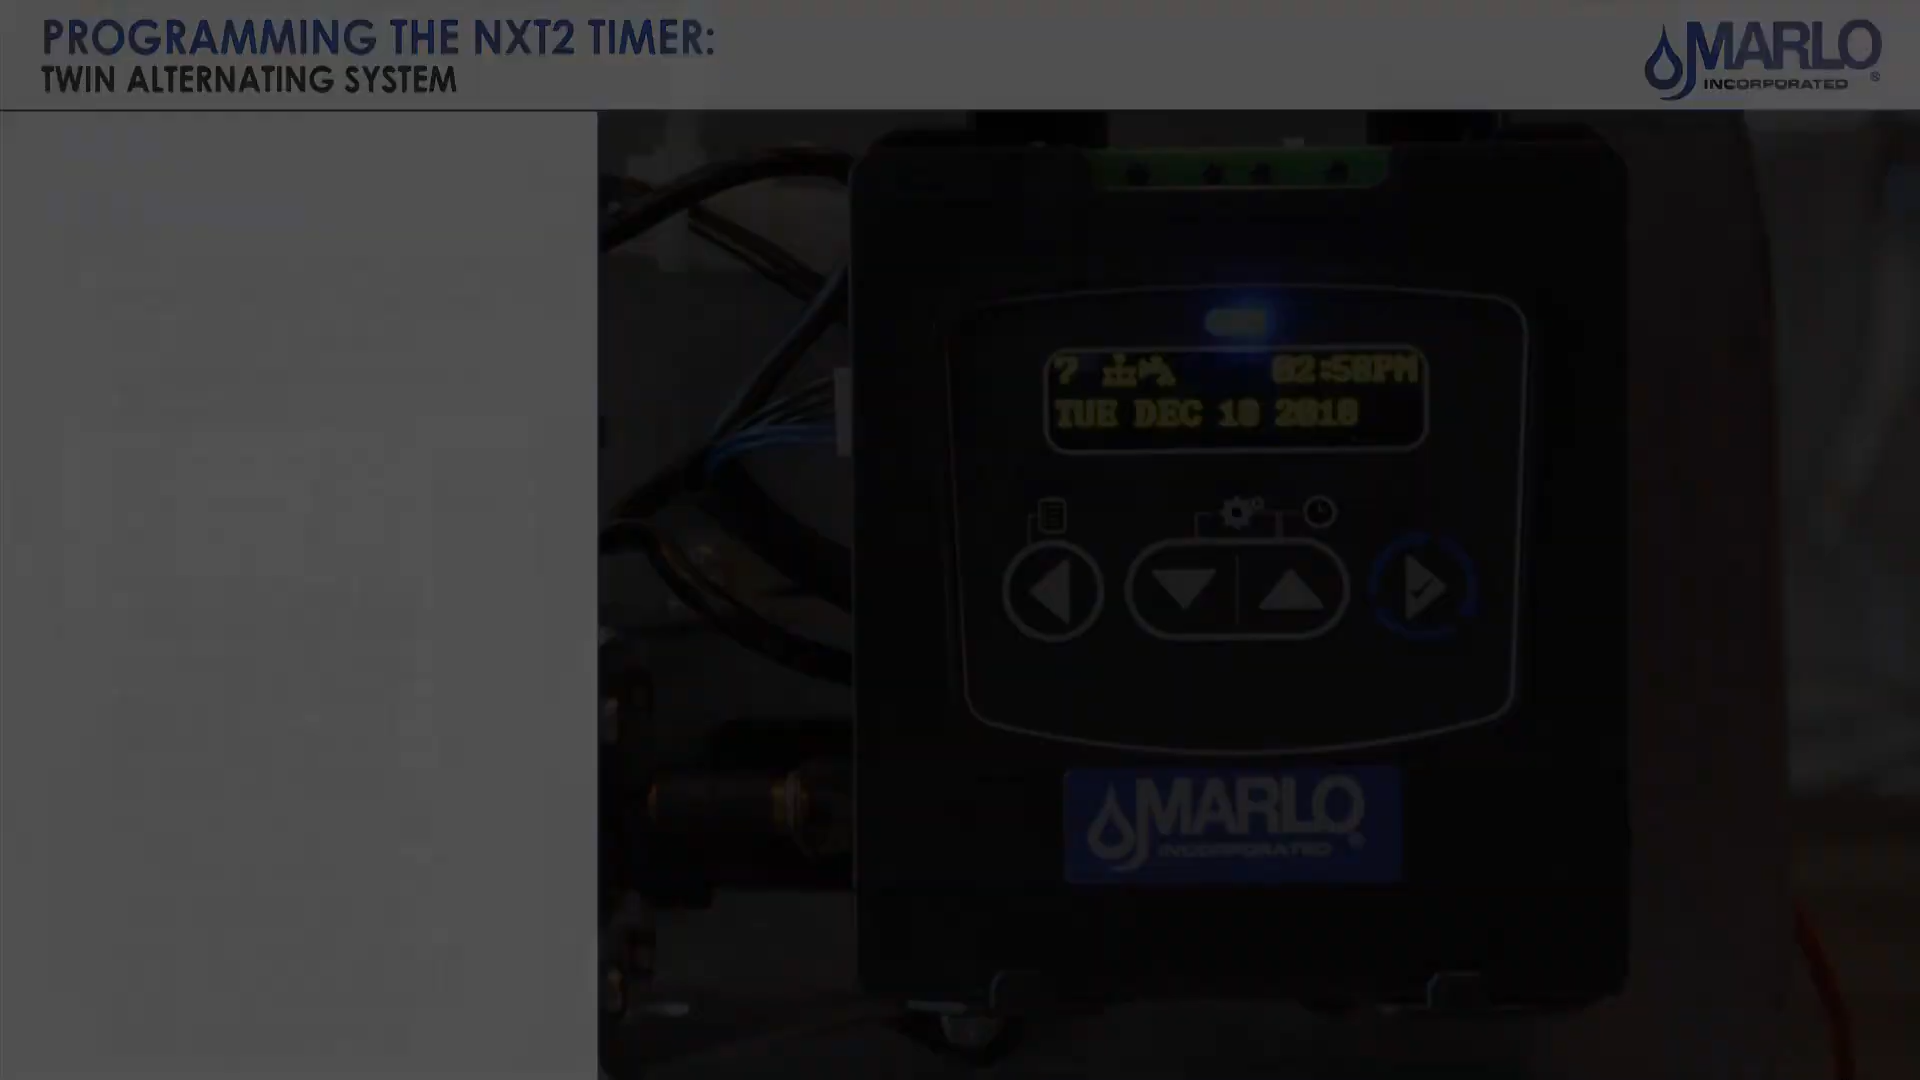 PROGRAMMING THE NXT2 TIMER:
TWIN ALTERNATING SYSTEM
MARLO
INCORPORATED
®
? 02:58PM
TUE DEC 18 2018
MARLO
INCORPORATED